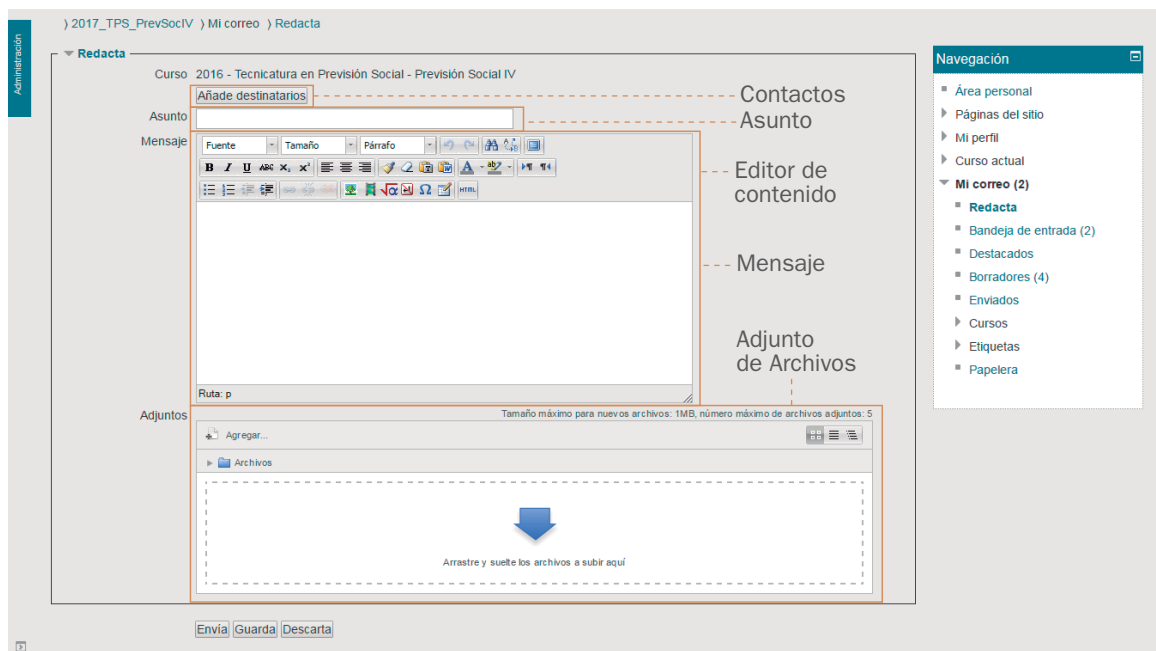 ) 2017_TPS_PrevSocIV ) Mi correo ) Redacta
Administración
Redacta
Curso 2016 - Tecnicatura en Previsión Social - Previsión Social IV
Añade destinatarios
Contactos
Asunto
Asunto
Mensaje
Fuente Tamaño Párrafo
B I U ABC X₂ X²
HTML
Editor de
contenido
Mensaje
Adjunto
de Archivos
Ruta: p
Adjuntos
Tamaño máximo para nuevos archivos: 1MB, número máximo de archivos adjuntos: 5
Agregar...
Archivos
Arrastre y suelte los archivos a subir aquí
Envía Guarda Descarta
Navegación
Área personal
Páginas del sitio
Mi perfil
Curso actual
Mi correo (2)
Redacta
Bandeja de entrada (2)
Destacados
Borradores (4)
Enviados
Cursos
Etiquetas
Papelera